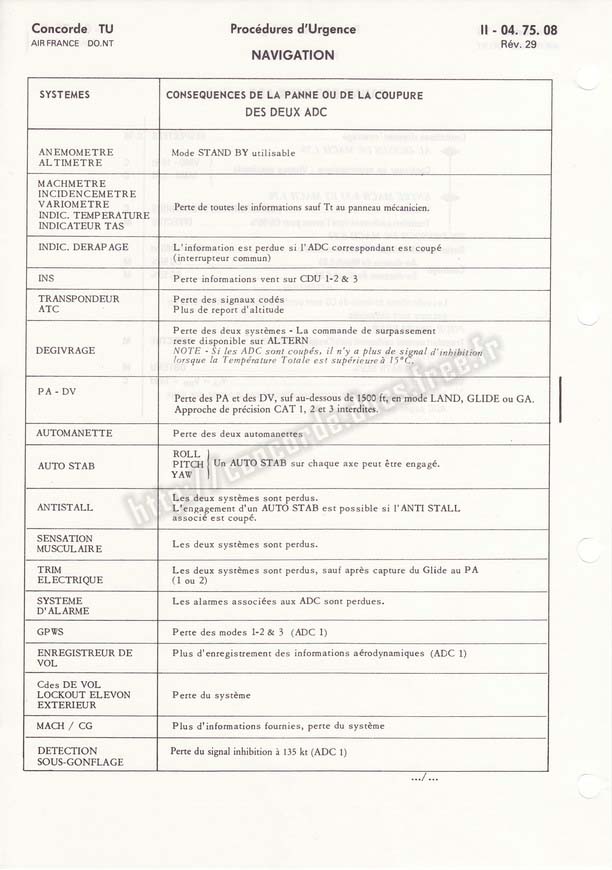 Concorde TU
AIR FRANCE DO.NT
Procédures d'Urgence
NAVIGATION
II - 04. 75. 08
Rév. 29
SYSTEMES
CONSEQUENCES DE LA PANNE OU DE LA COUPURE
DES DEUX ADC
ANEMOMETRE
ALTIMETRE
Mode STAND BY utilisable
MACHMETRE
INCIDENCEMETRE
VARIOMETRE
INDIC. TEMPERATURE
INDICATEUR TAS
Perte de toutes les informations sauf Tt au panneau mécanicien.
INDIC. DERAPAGE
L'information est perdue si l'ADC correspondant est coupé
(interrupteur commun)
INS
Perte informations vent sur CDU 1-2 & 3
TRANSPONDEUR
ATC
Perte des signaux codés
Plus de report d'altitude
DEGIVRAGE
Perte des deux systèmes - La commande de surpassement
reste disponible sur ALTERN
NOTE - Si les ADC sont coupés, il n'y a plus de signal d'inhibition
lorsque la Température Totale est supérieure à 15°C.
PA - DV
Perte des PA et des DV, suf au-dessous de 1500 ft, en mode LAND, GLIDE ou GA.
Approche de précision CAT 1, 2 et 3 interdites.
AUTOMANETTE
Perte des deux automanettes
AUTO STAB
ROLL
PITCH
YAW
Un AUTO STAB sur chaque axe peut être engagé.
ANTISTALL
Les deux systèmes sont perdus.
L'engagement d'un AUTO STAB est possible si l'ANTI STALL
associé est coupé.
SENSATION
MUSCULAIRE
Les deux systèmes sont perdus.
TRIM
ELECTRIQUE
Les deux systèmes sont perdus, sauf après capture du Glide au PA
(1 ou 2)
SYSTEME
D'ALARME
Les alarmes associées aux ADC sont perdues.
GPWS
Perte des modes 1-2 & 3 (ADC 1)
ENREGISTREUR DE
VOL
Plus d'enregistrement des informations aérodynamiques (ADC 1)
Cdes DE VOL
LOCKOUT ELEVON
EXTERIEUR
Perte du système
MACH / CG
Plus d'informations fournies, perte du système
DETECTION
SOUS-GONFLAGE
Perte du signal inhibition à 135 kt (ADC 1)
.../...